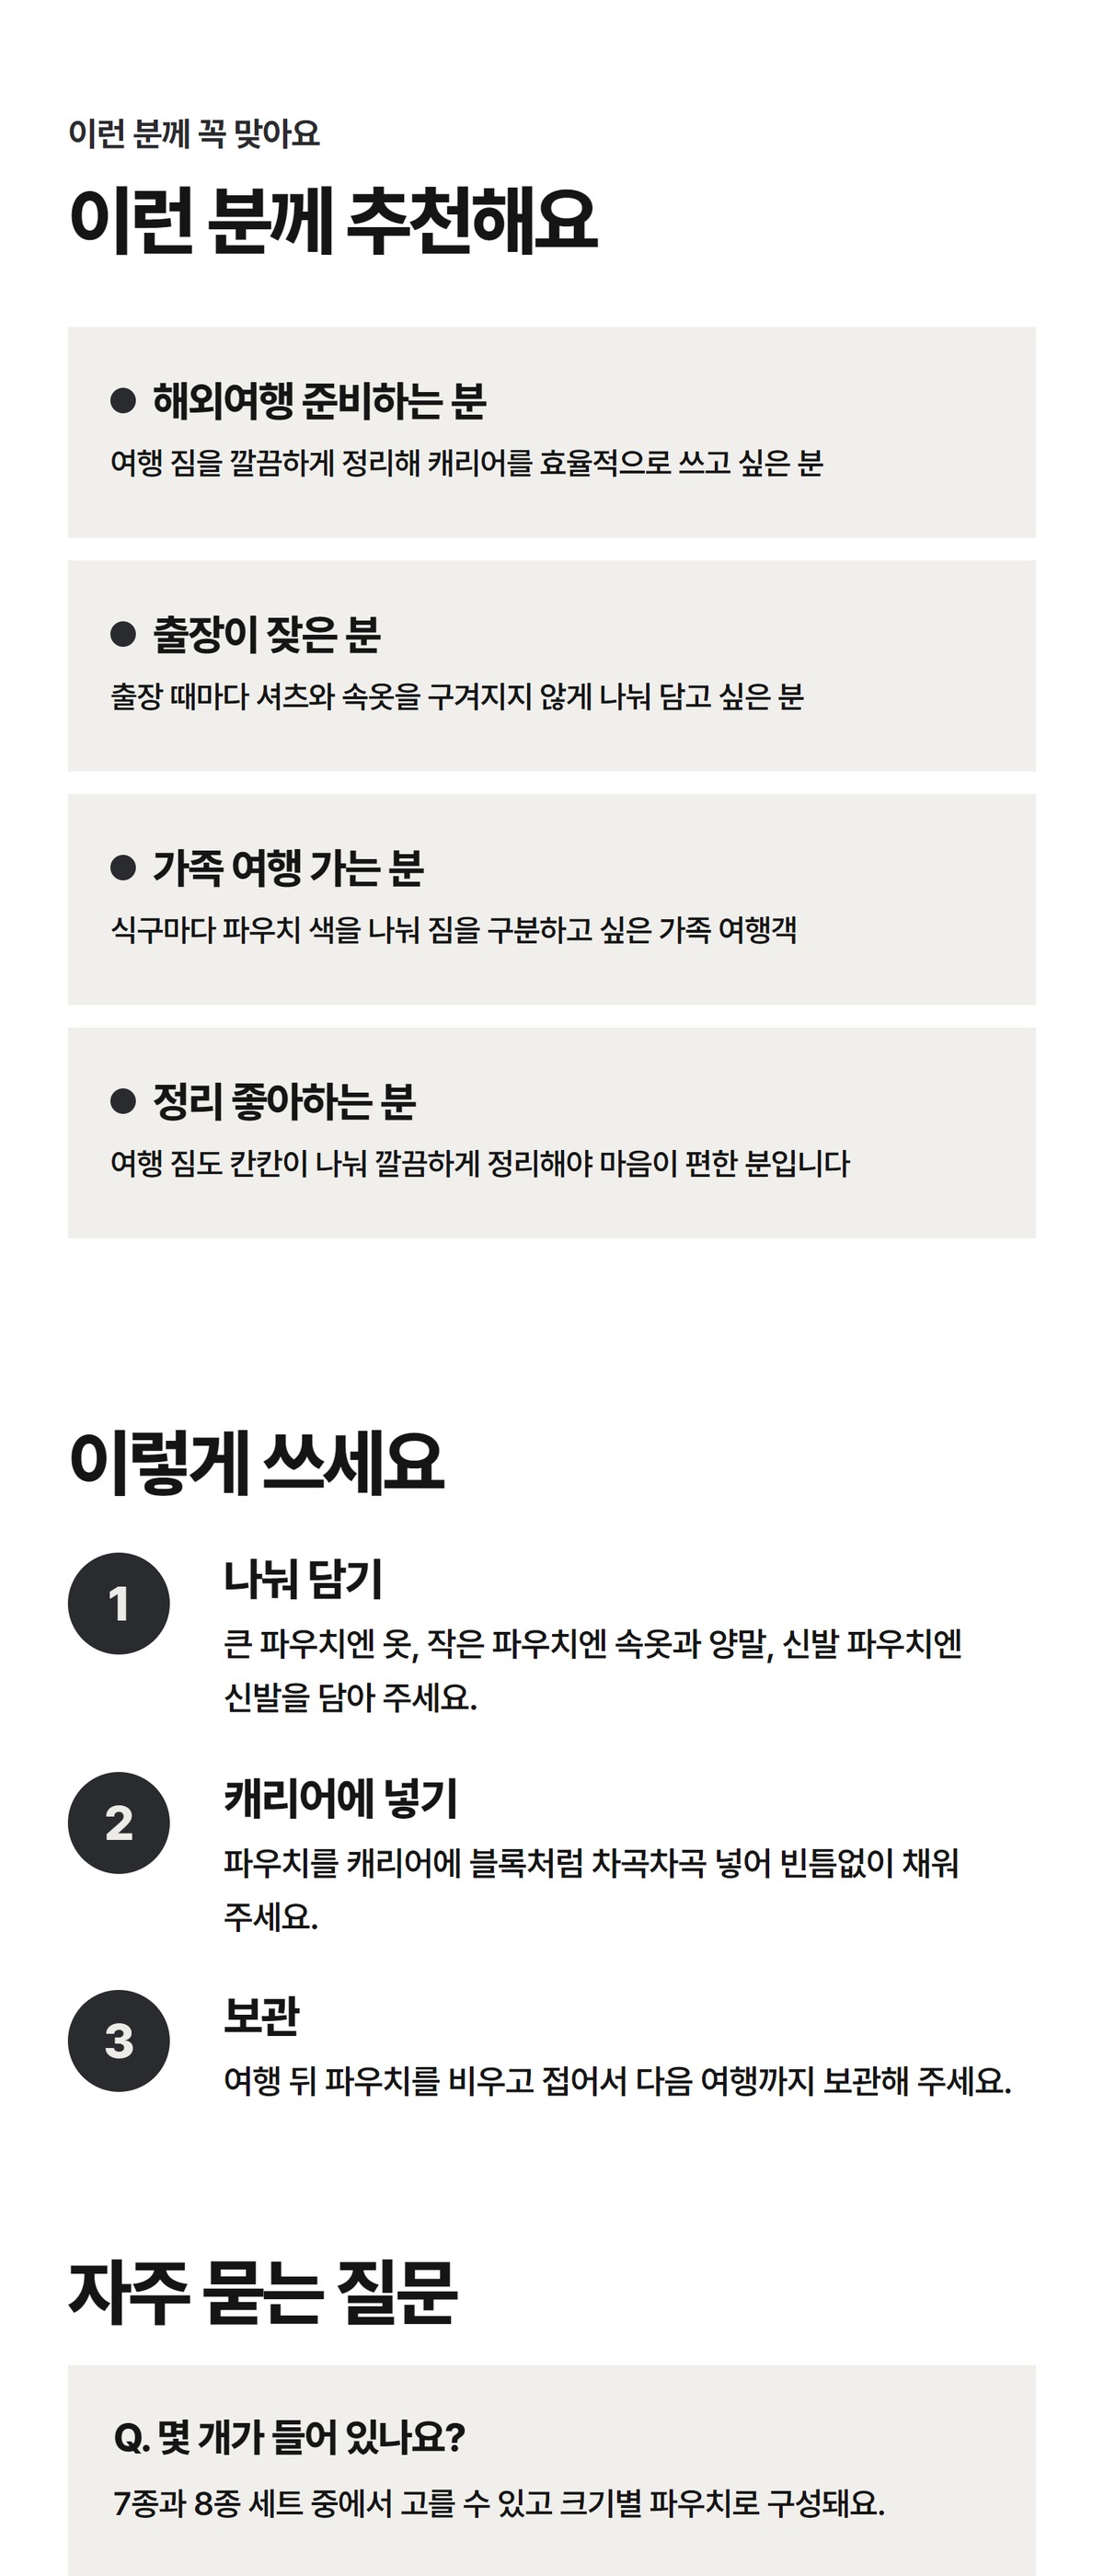 이런 분께 꼭 맞아요
이런 분께 추천해요
해외여행 준비하는 분
여행 짐을 깔끔하게 정리해 캐리어를 효율적으로 쓰고 싶은 분
출장이 잦은 분
출장 때마다 셔츠와 속옷을 구겨지지 않게 나눠 담고 싶은 분
가족 여행 가는 분
식구마다 파우치 색을 나눠 짐을 구분하고 싶은 가족 여행객
정리 좋아하는 분
여행 짐도 칸칸이 나눠 깔끔하게 정리해야 마음이 편한 분입니다
이렇게 쓰세요
1
나눠 담기
큰 파우치엔 옷, 작은 파우치엔 속옷과 양말, 신발 파우치엔
신발을 담아 주세요.
2
캐리어에 넣기
파우치를 캐리어에 블록처럼 차곡차곡 넣어 빈틈없이 채워
주세요.
3
보관
여행 뒤 파우치를 비우고 접어서 다음 여행까지 보관해 주세요.
자주 묻는 질문
Q. 몇 개가 들어 있나요?
7종과 8종 세트 중에서 고를 수 있고 크기별 파우치로 구성돼요.